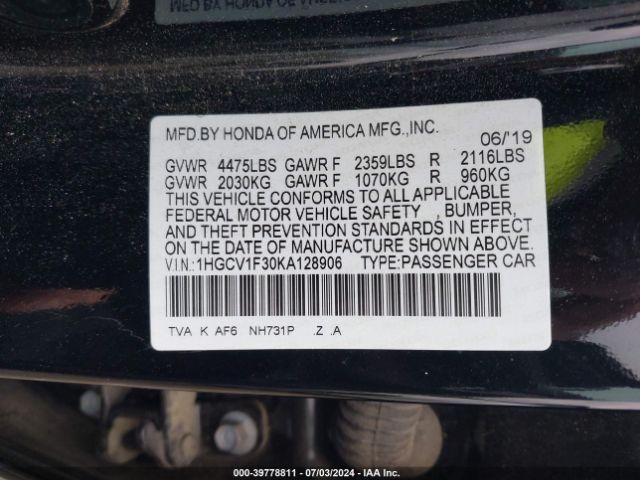 MFD.BY HONDA OF AMERICA MFG.,INC.
06/'19
GVWR 4475LBS GAWR F 2359LBS R 2116LBS
GVWR 2030KG GAWR F 1070KG R 960KG
THIS VEHICLE CONFORMS TO ALL APPLICABLE
FEDERAL MOTOR VEHICLE SAFETY , BUMPER,
AND THEFT PREVENTION STANDARDS IN EFFECT
ON THE DATE OF MANUFACTURE SHOWN ABOVE.
V.I.N.:1HGCV1F30KA128906 TYPE:PASSENGER CAR
TVA K AF6 NH731P .Z .A
000-39778811 - 07/03/2024 - IAA Inc.